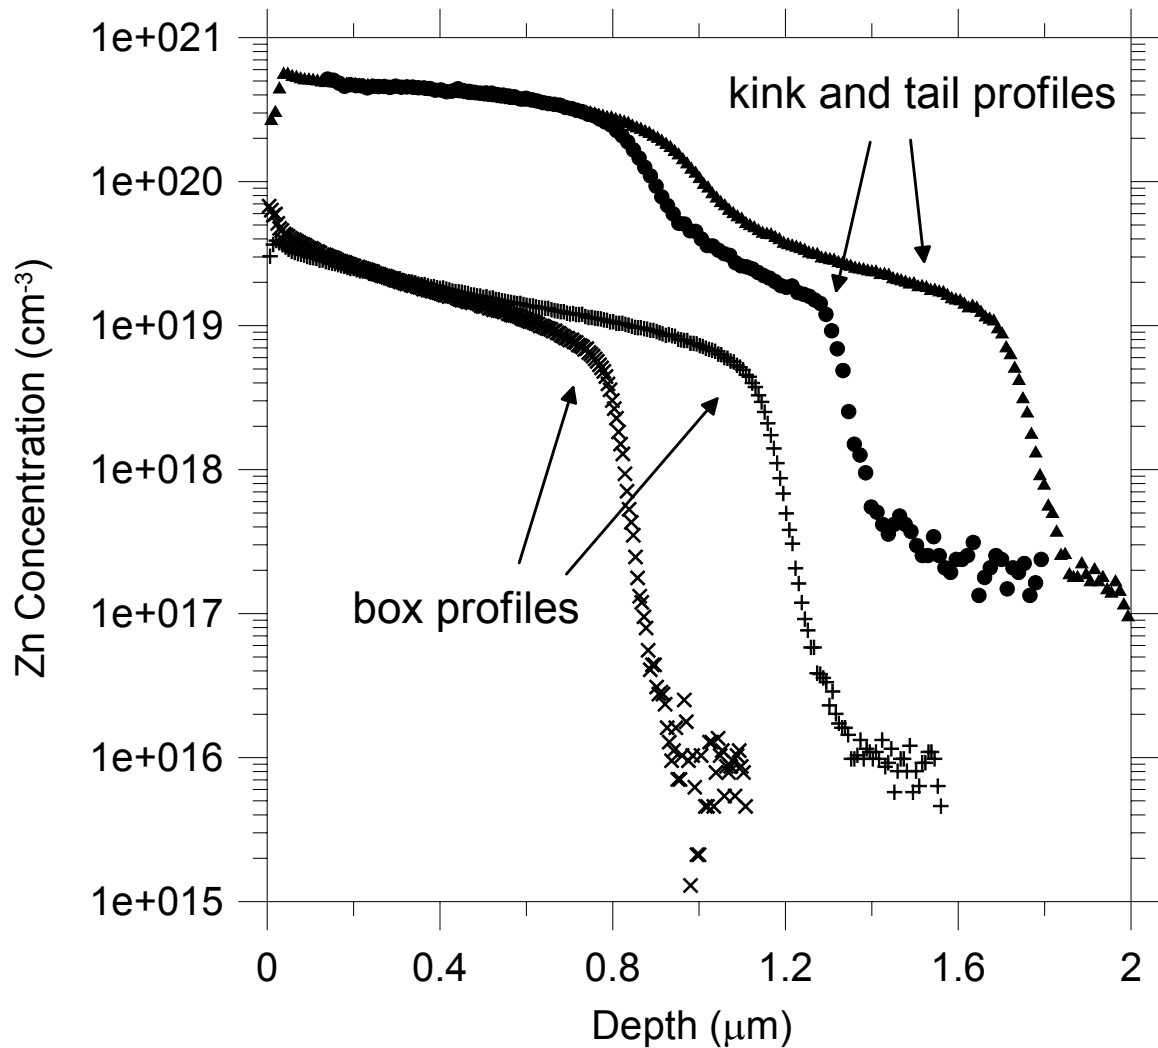 1e+021
kink and tail profiles
1e+020
1e+019
1e+018
box profiles
1e+017
1e+016
1e+015
Zn Concentration (cm-3)
0 0.4 0.8 1.2 1.6 2
Depth (μm)